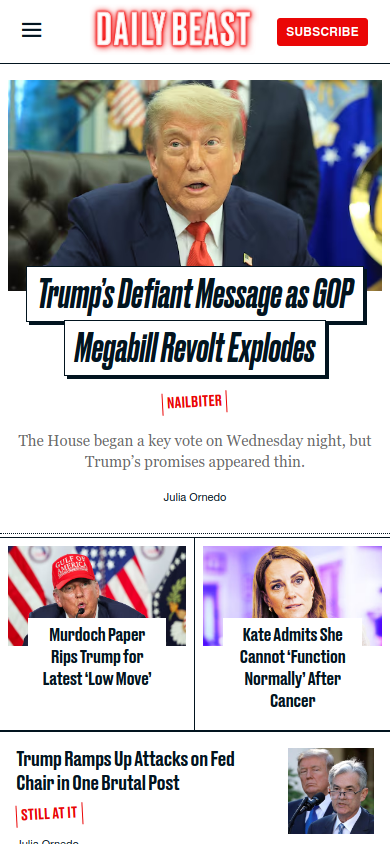 DAILY BEAST
SUBSCRIBE
Trump's Defiant Message as GOP
Megabill Revolt Explodes
NAILBITER
The House began a key vote on Wednesday night, but
Trump's promises appeared thin.
Julia Ornedo
GULF OF
AMERICA
Murdoch Paper
Rips Trump for
Latest 'Low Move'
Kate Admits She
Cannot 'Function
Normally' After
Cancer
Trump Ramps Up Attacks on Fed
Chair in One Brutal Post
STILL AT IT
Julia Ornedo